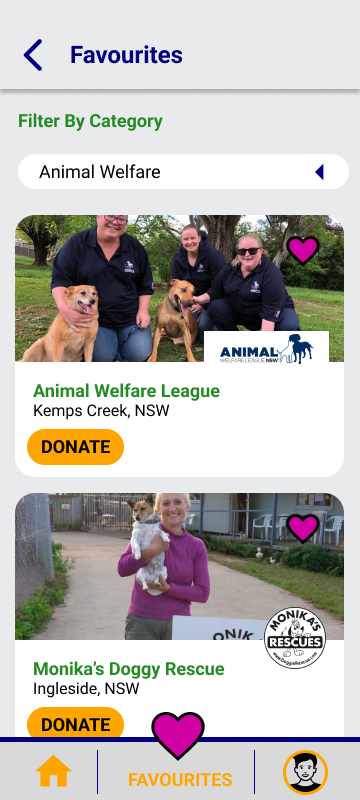 Favourites
Filter By Category
Animal Welfare
ANIMAL
WELFARE LEAGUE NSW
Animal Welfare League
Kemps Creek, NSW
DONATE
MONIKA'S
RESCUES
www.DoggieRescue.com
ONIK
Monika's Doggy Rescue
Ingleside, NSW
DONATE
FAVOURITES